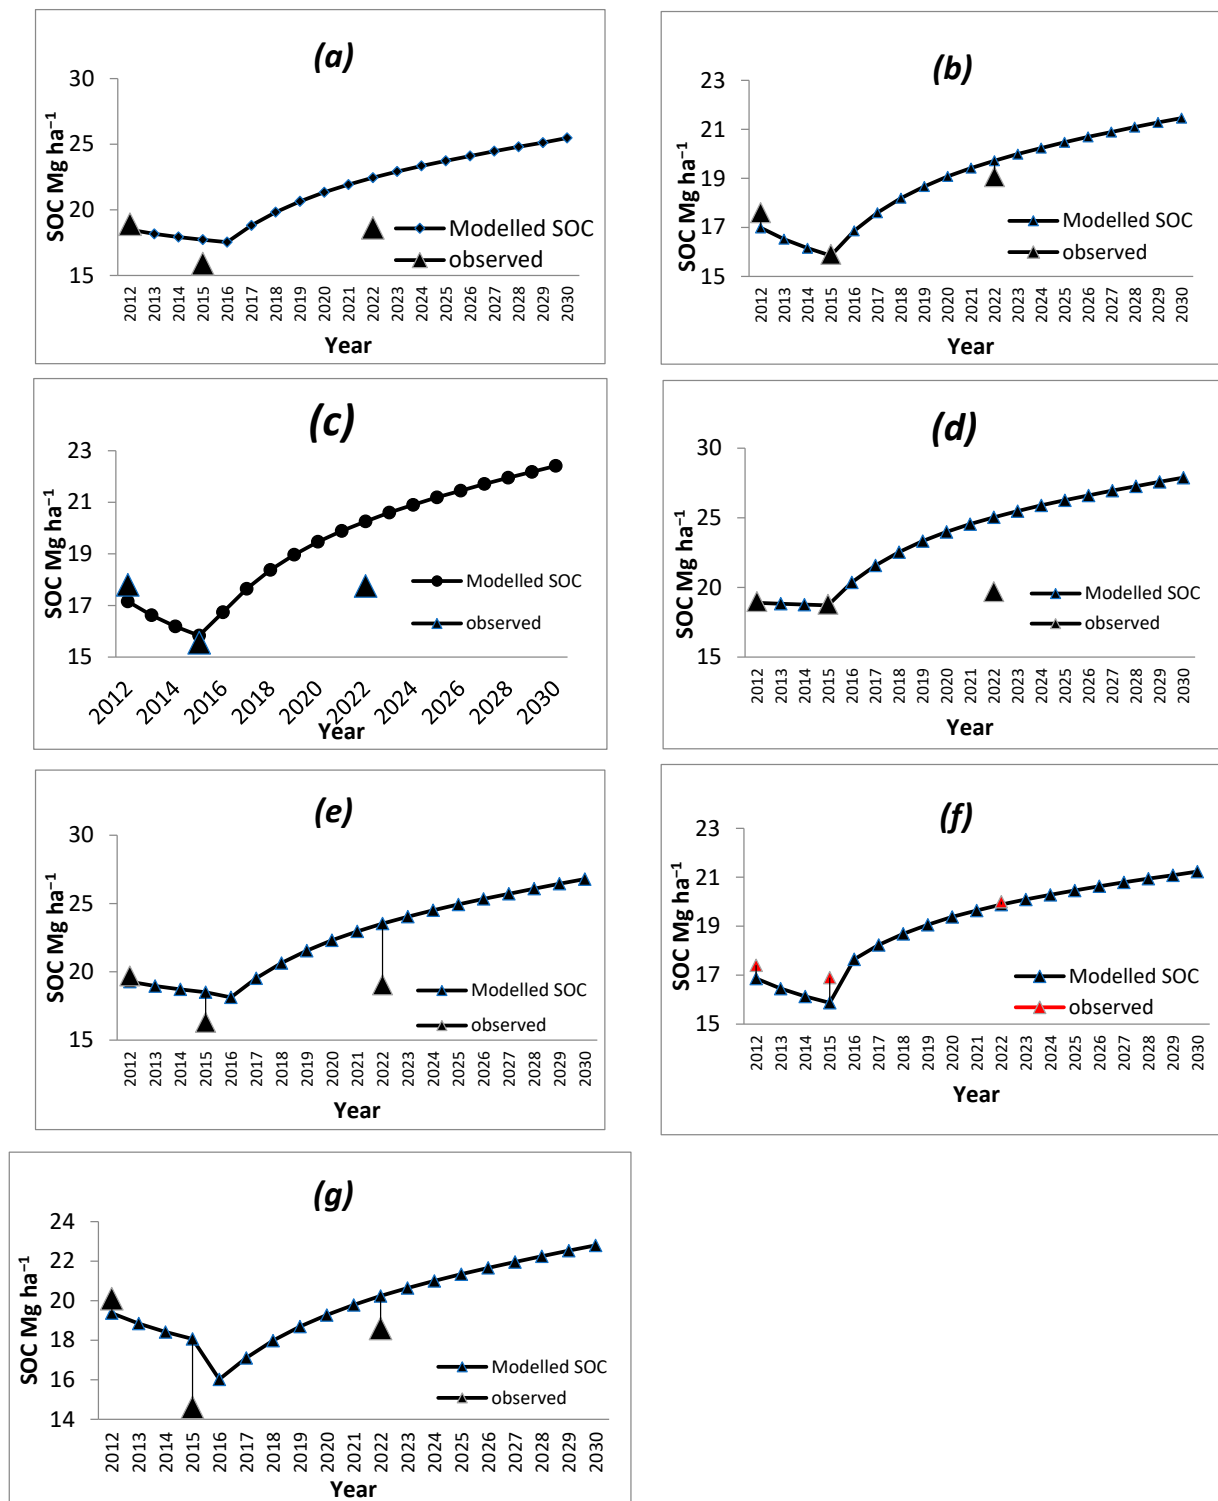 (a)
30
25
20
15
SOC Mg ha⁻¹
Modelled SOC
observed
2012 2013 2014 2015 2016 2017 2018 2019 2020 2021 2022 2023 2024 2025 2026 2027 2028 2029 2030
Year
(b)
23
21
19
17
15
SOC Mg ha⁻¹
Modelled SOC
observed
2012 2013 2014 2015 2016 2017 2018 2019 2020 2021 2022 2023 2024 2025 2026 2027 2028 2029 2030
Year
(c)
23
21
19
17
15
SOC Mg ha⁻¹
Modelled SOC
observed
2012 2014 2016 2018 2020 2022 2024 2026 2028 2030
Year
(d)
30
25
20
15
SOC Mg ha⁻¹
Modelled SOC
observed
2012 2013 2014 2015 2016 2017 2018 2019 2020 2021 2022 2023 2024 2025 2026 2027 2028 2029 2030
Year
(e)
30
25
20
15
SOC Mg ha⁻¹
Modelled SOC
observed
2012 2013 2014 2015 2016 2017 2018 2019 2020 2021 2022 2023 2024 2025 2026 2027 2028 2029 2030
Year
(f)
23
21
19
17
15
SOC Mg ha⁻¹
Modelled SOC
observed
2012 2013 2014 2015 2016 2017 2018 2019 2020 2021 2022 2023 2024 2025 2026 2027 2028 2029 2030
Year
(g)
24
22
20
18
16
14
SOC Mg ha⁻¹
Modelled SOC
observed
2012 2013 2014 2015 2016 2017 2018 2019 2020 2021 2022 2023 2024 2025 2026 2027 2028 2029 2030
Year